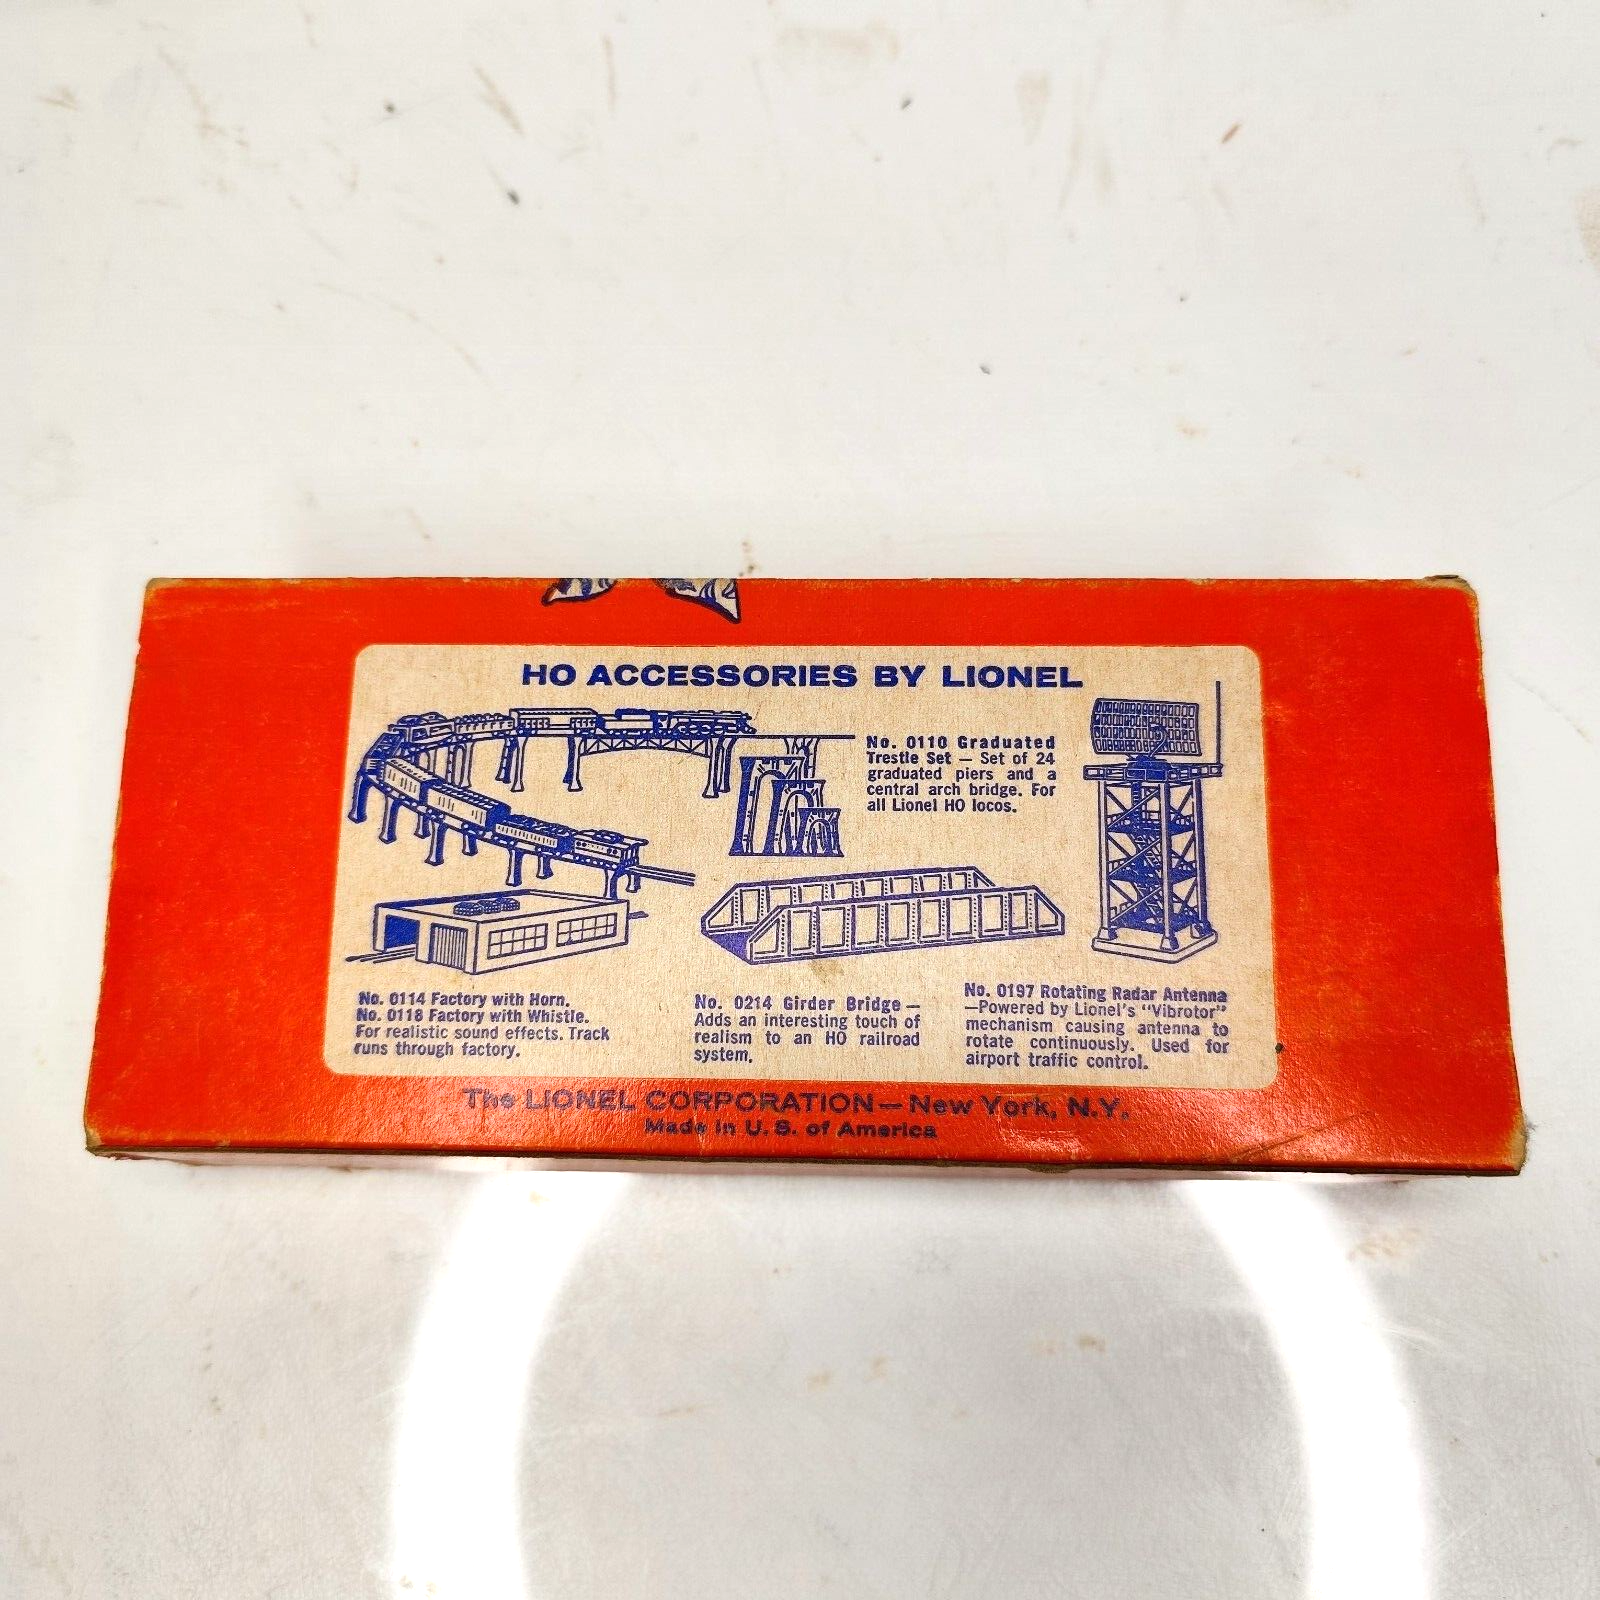 HO ACCESSORIES BY LIONEL
No. 0110 Graduated
Trestle Set — Set of 24
graduated piers and a
central arch bridge. For
all Lionel HO locos.
No. 0114 Factory with Horn.
No. 0118 Factory with Whistle.
For realistic sound effects. Track
runs through factory.
No. 0214 Girder Bridge —
Adds an interesting touch of
realism to an HO railroad
system.
No. 0197 Rotating Radar Antenna
—Powered by Lionel's "Vibrotor"
mechanism causing antenna to
rotate continuously. Used for
airport traffic control.
The LIONEL CORPORATION — New York, N.Y.
Made in U.S. of America